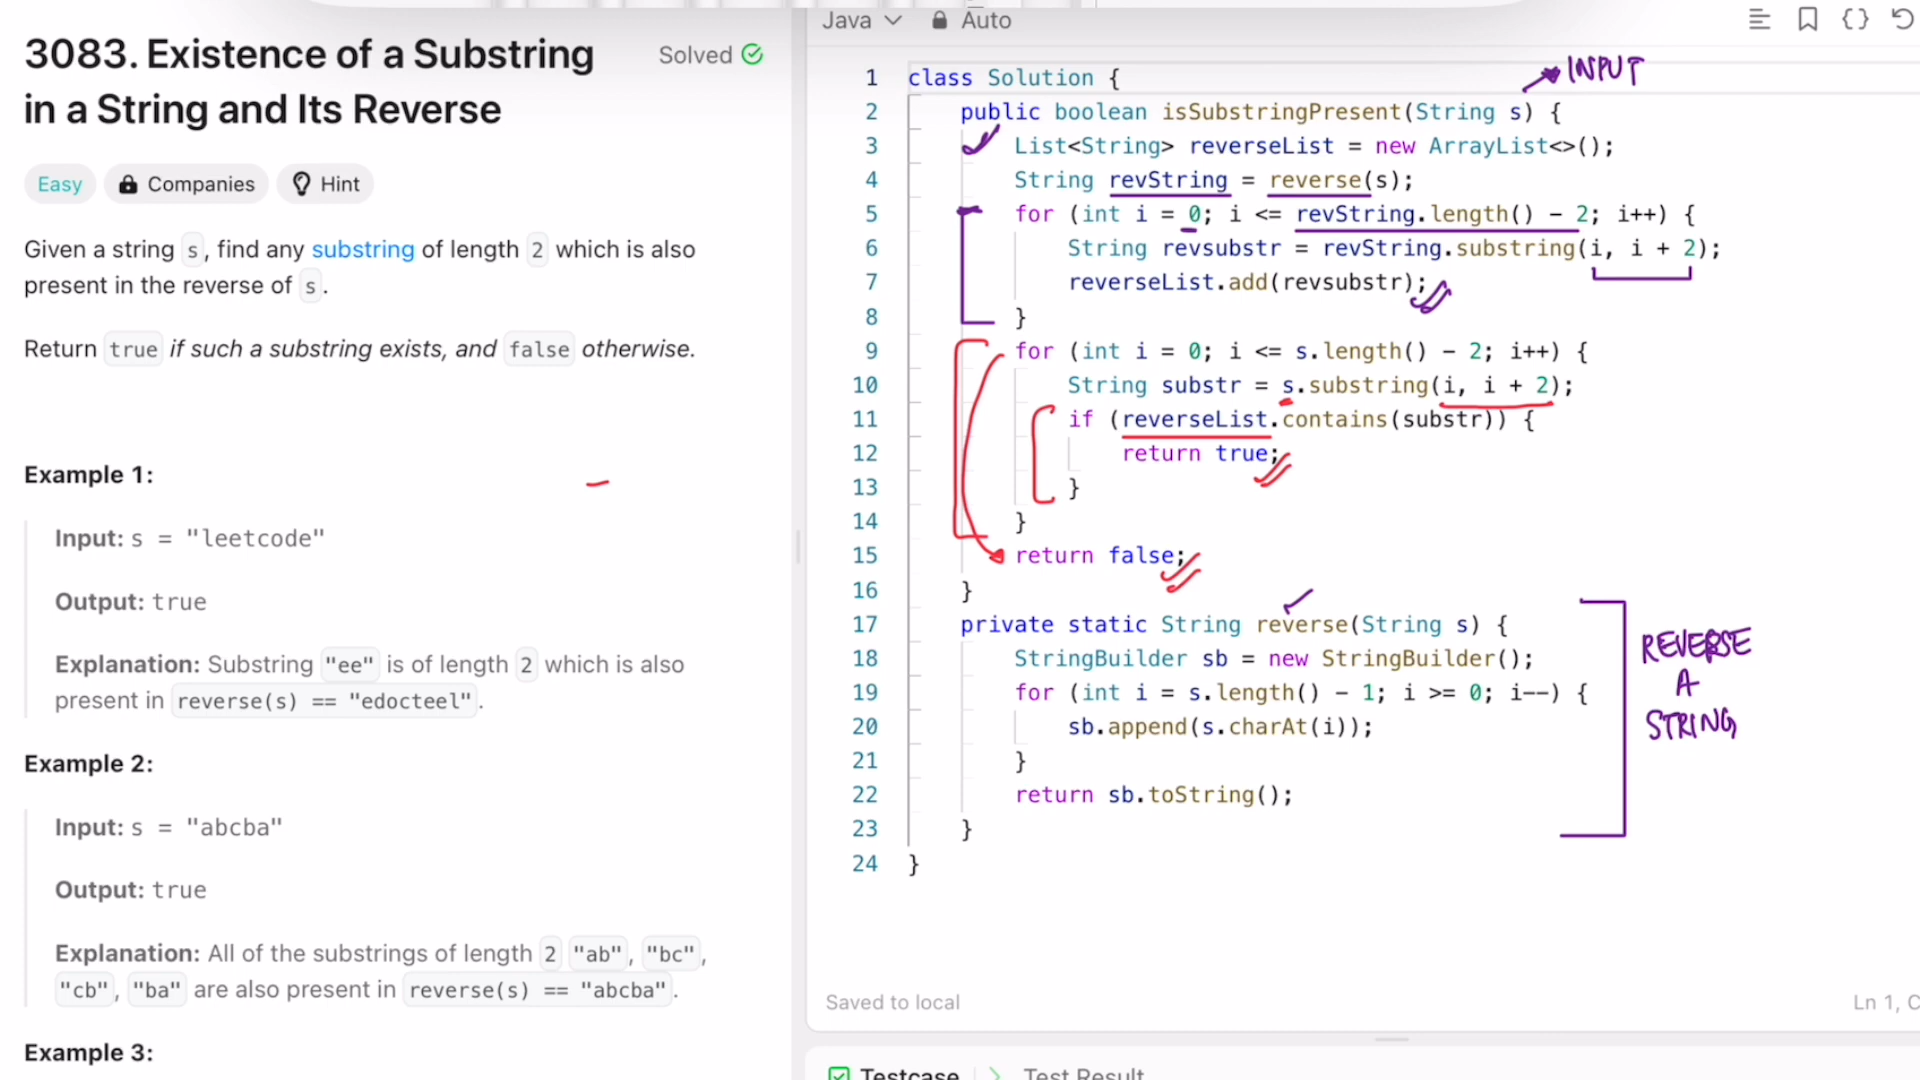 3083. Existence of a Substring
in a String and Its Reverse
Solved
Easy
Companies
Hint
Given a string s, find any substring of length 2 which is also
present in the reverse of s.
Return true if such a substring exists, and false otherwise.
Example 1:
Input: s = "leetcode"
Output: true
Explanation: Substring "ee" is of length 2 which is also
present in reverse(s) == "edocteel".
Example 2:
Input: s = "abcba"
Output: true
Explanation: All of the substrings of length 2 "ab", "bc",
"cb", "ba" are also present in reverse(s) == "abcba".
Example 3:
Java
Auto
INPUT
1 class Solution {
2 public boolean isSubstringPresent(String s) {
3 List<String> reverseList = new ArrayList<>();
4 String revString = reverse(s);
5 for (int i = 0; i <= revString.length() - 2; i++) {
6 String revsubstr = revString.substring(i, i + 2);
7 reverseList.add(revsubstr);
8 }
9 for (int i = 0; i <= s.length() - 2; i++) {
10 String substr = s.substring(i, i + 2);
11 if (reverseList.contains(substr)) {
12 return true;
13 }
14 }
15 return false;
16 }
17 private static String reverse(String s) {
18 StringBuilder sb = new StringBuilder();
19 for (int i = s.length() - 1; i >= 0; i--) {
20 sb.append(s.charAt(i));
21 }
22 return sb.toString();
23 }
24 }
REVERSE
A
STRING
Saved to local
Ln 1, C
Testcase
Test Result